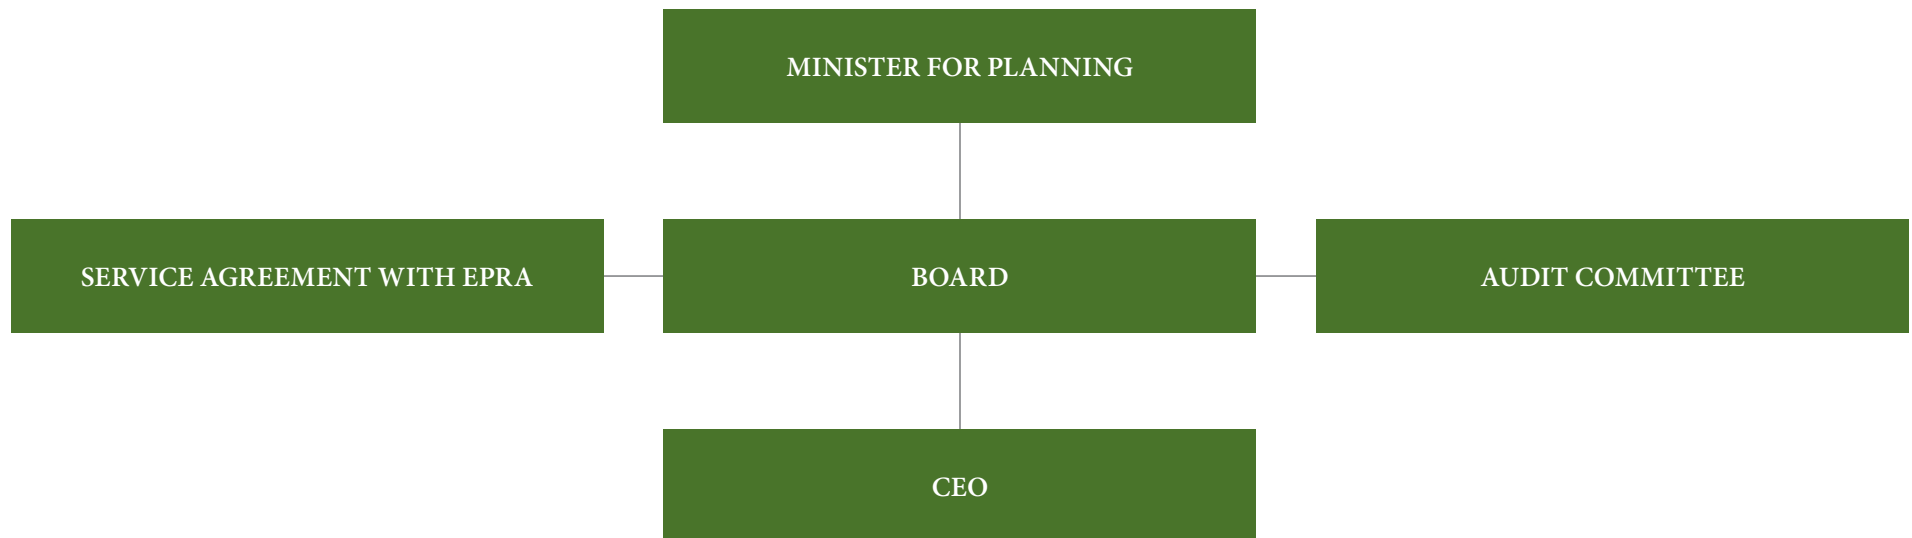 MINISTER FOR PLANNING
SERVICE AGREEMENT WITH EPRA
BOARD
AUDIT COMMITTEE
CEO